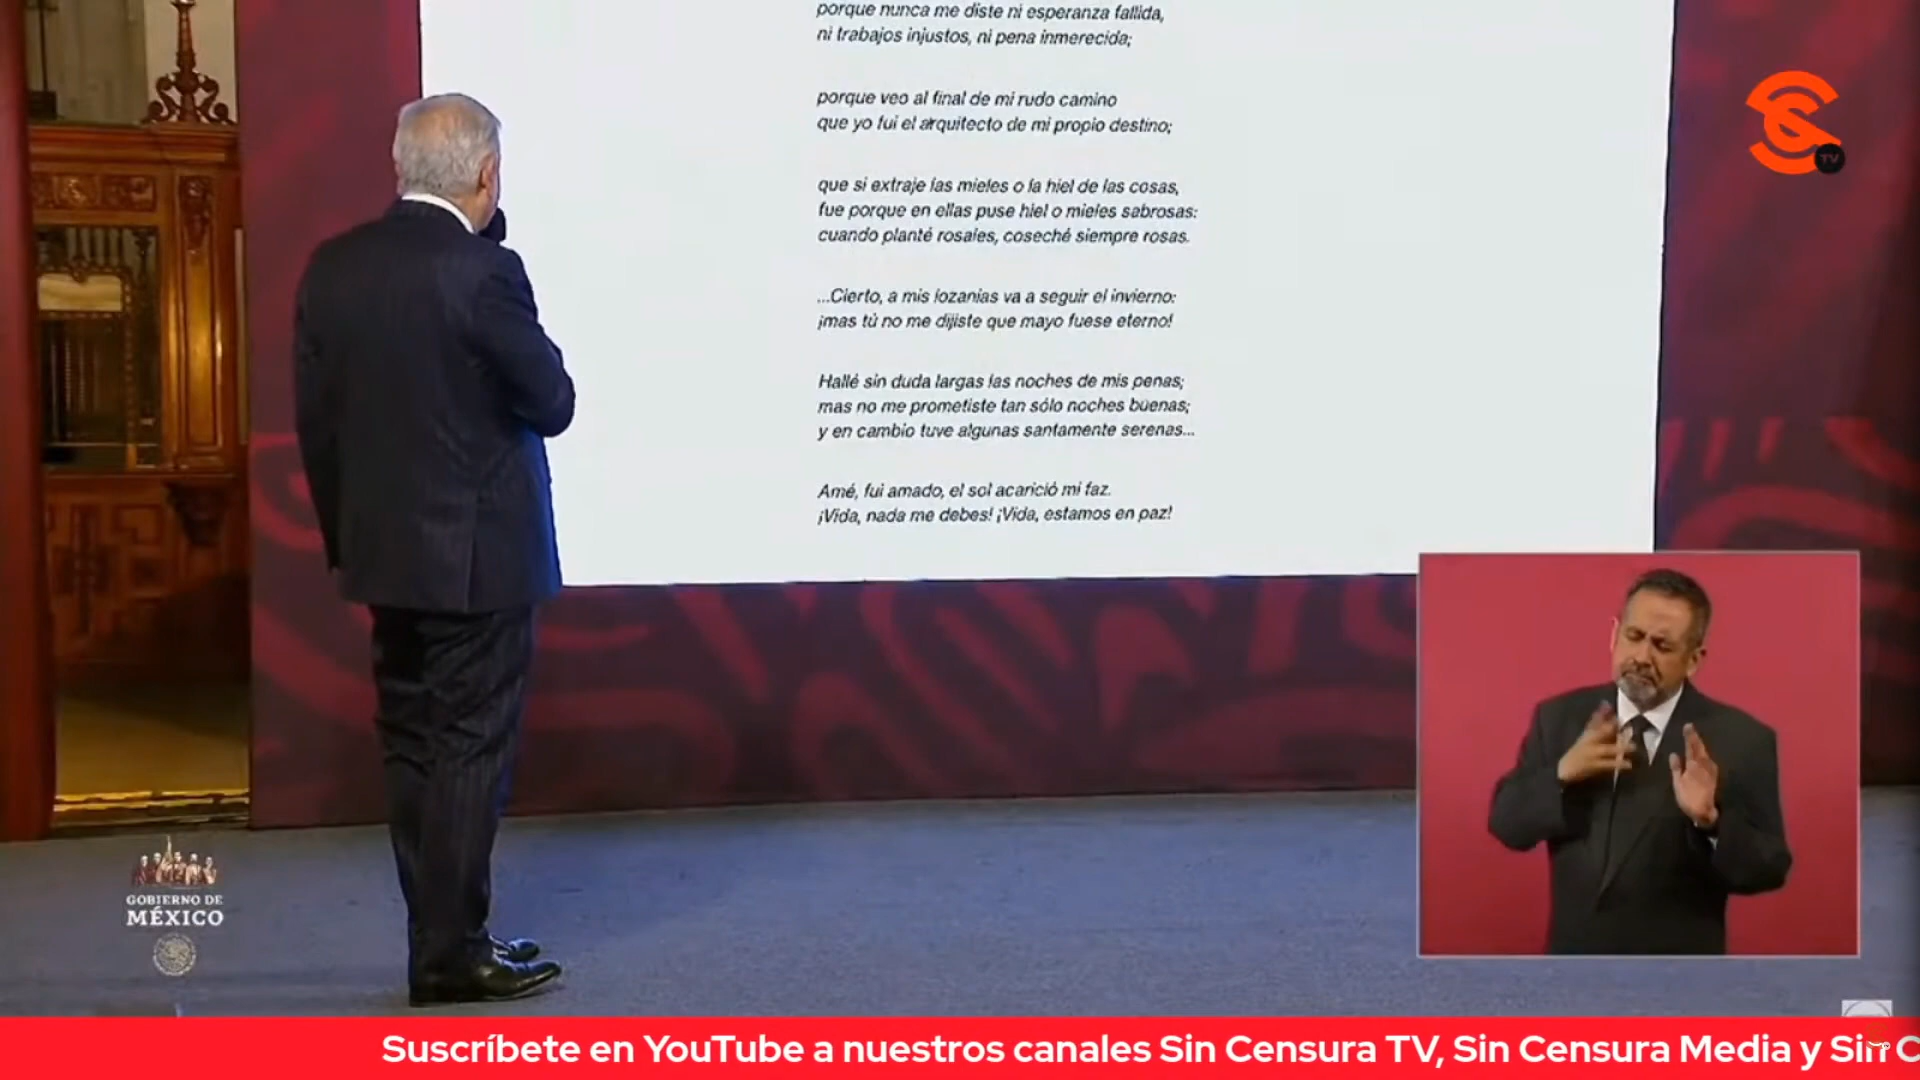 porque nunca me diste ni esperanza fallida,
ni trabajos injustos, ni pena inmerecida;
porque veo al final de mi rudo camino
que yo fui el arquitecto de mi propio destino;
que si extraje las mieles o la hiel de las cosas,
fue porque en ellas puse hiel o mieles sabrosas:
cuando planté rosales, coseché siempre rosas.
...Cierto, a mis lozanías va a seguir el invierno:
¡mas tú no me dijiste que mayo fuese eterno!
Hallé sin duda largas las noches de mis penas;
mas no me prometiste tan sólo noches buenas;
y en cambio tuve algunas santamente serenas...
Amé, fui amado, el sol acarició mi faz.
¡Vida, nada me debes! ¡Vida, estamos en paz!
TV
GOBIERNO DE
MÉXICO
Suscríbete en YouTube a nuestros canales Sin Censura TV, Sin Censura Media y Sin C